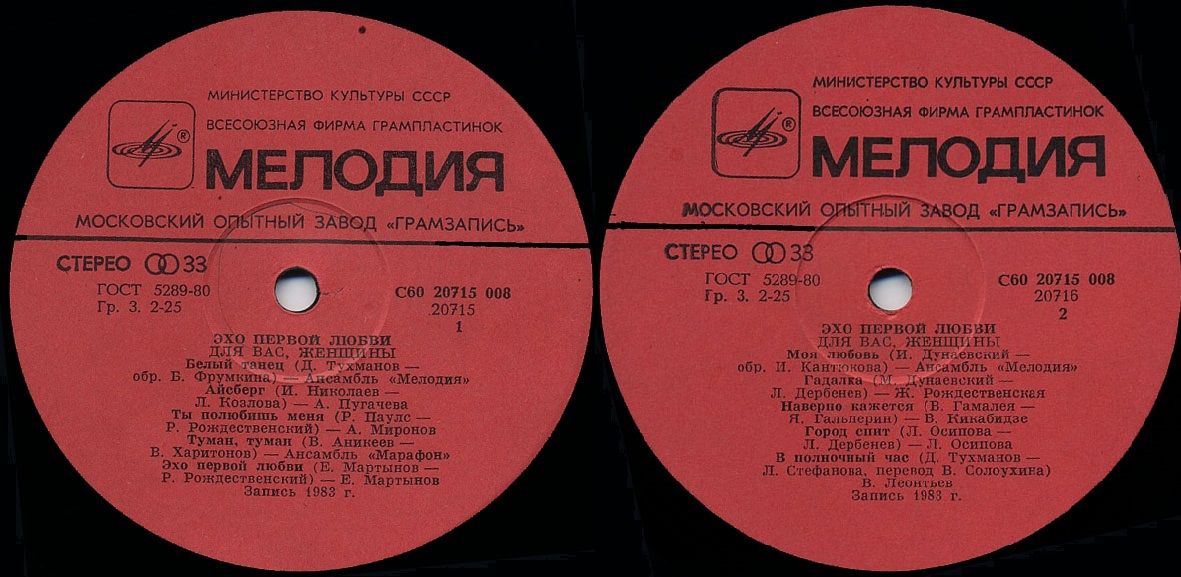 МИНИСТЕРСТВО КУЛЬТУРЫ СССР
ВСЕСОЮЗНАЯ ФИРМА ГРАМПЛАСТИНОК
®
МЕЛОДИЯ
МОСКОВСКИЙ ОПЫТНЫЙ ЗАВОД «ГРАМЗАПИСЬ»
СТЕРЕО 33
ГОСТ 5289-80
Гр. 3. 2-25
С60 20715 008
20715
1
ЭХО ПЕРВОЙ ЛЮБВИ
ДЛЯ ВАС, ЖЕНЩИНЫ
Белый танец (Д. Тухманов —
обр. Б. Фрумкина) — Ансамбль «Мелодия»
Айсберг (И. Николаев —
Л. Козлова) — А. Пугачева
Ты полюбишь меня (Р. Паулс —
Р. Рождественский) — А. Миронов
Туман, туман (В. Аникеев —
В. Харитонов) — Ансамбль «Марафон»
Эхо первой любви (Е. Мартынов —
Р. Рождественский) — Е. Мартынов
Запись 1983 г.
МИНИСТЕРСТВО КУЛЬТУРЫ СССР
ВСЕСОЮЗНАЯ ФИРМА ГРАМПЛАСТИНОК
®
МЕЛОДИЯ
МОСКОВСКИЙ ОПЫТНЫЙ ЗАВОД «ГРАМЗАПИСЬ»
СТЕРЕО 33
ГОСТ 5289-80
Гр. 3. 2-25
С60 20715 008
20716
2
ЭХО ПЕРВОЙ ЛЮБВИ
ДЛЯ ВАС, ЖЕНЩИНЫ
Моя любовь (И. Дунаевский —
обр. И. Кантюкова) — Ансамбль «Мелодия»
Гадалка (М. Дунаевский —
Л. Дербенев) — Ж. Рождественская
Наверно кажется (В. Гамалея —
Я. Гальперин) — В. Кикабидзе
Город спит (Л. Осипова —
Л. Дербенев) — Л. Осипова
В полночный час (Д. Тухманов —
Л. Стефанова, перевод В. Солоухина)
В. Леонтьев
Запись 1983 г.